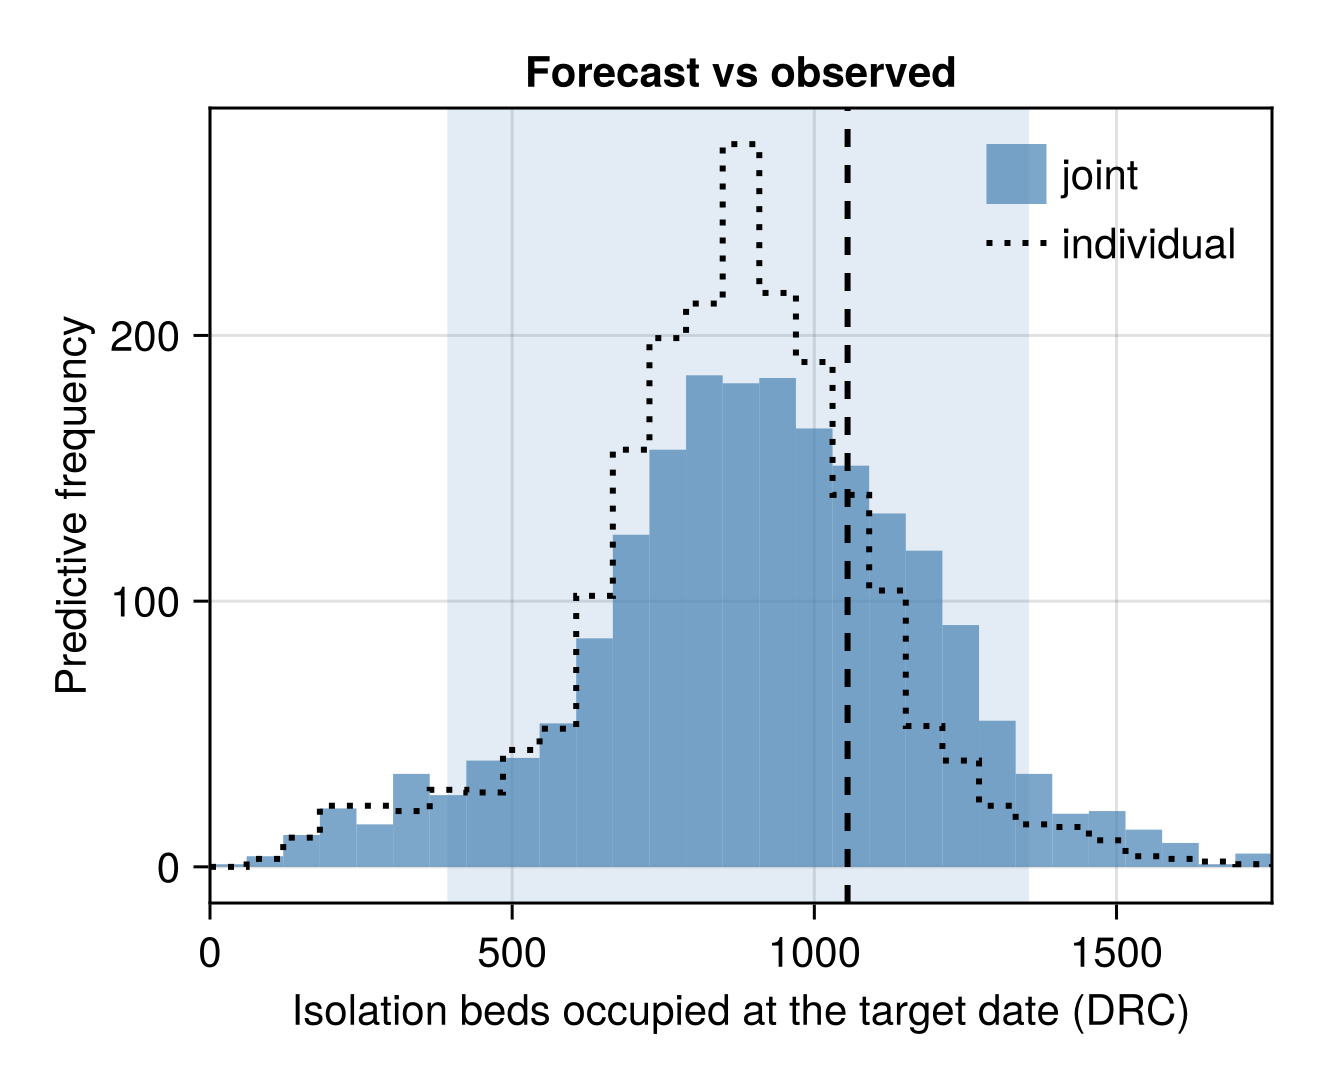 Forecast vs observed
joint
individual
Predictive frequency
200
100
0
0 500 1000 1500
Isolation beds occupied at the target date (DRC)